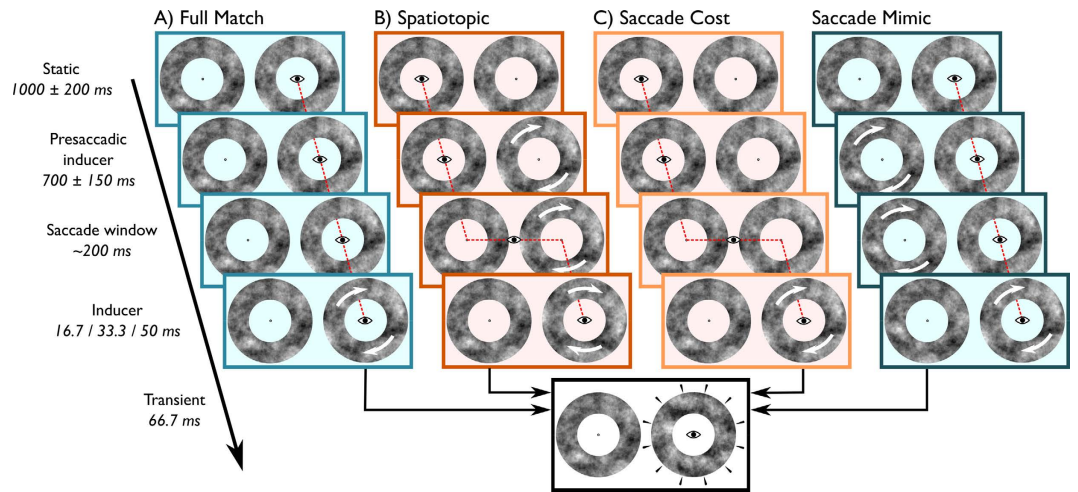 A) Full Match
B) Spatiotopic
C) Saccade Cost
Saccade Mimic
Static
1000 ± 200 ms
Presaccadic
inducer
700 ± 150 ms
Saccade window
~200 ms
Inducer
16.7 / 33.3 / 50 ms
Transient
66.7 ms